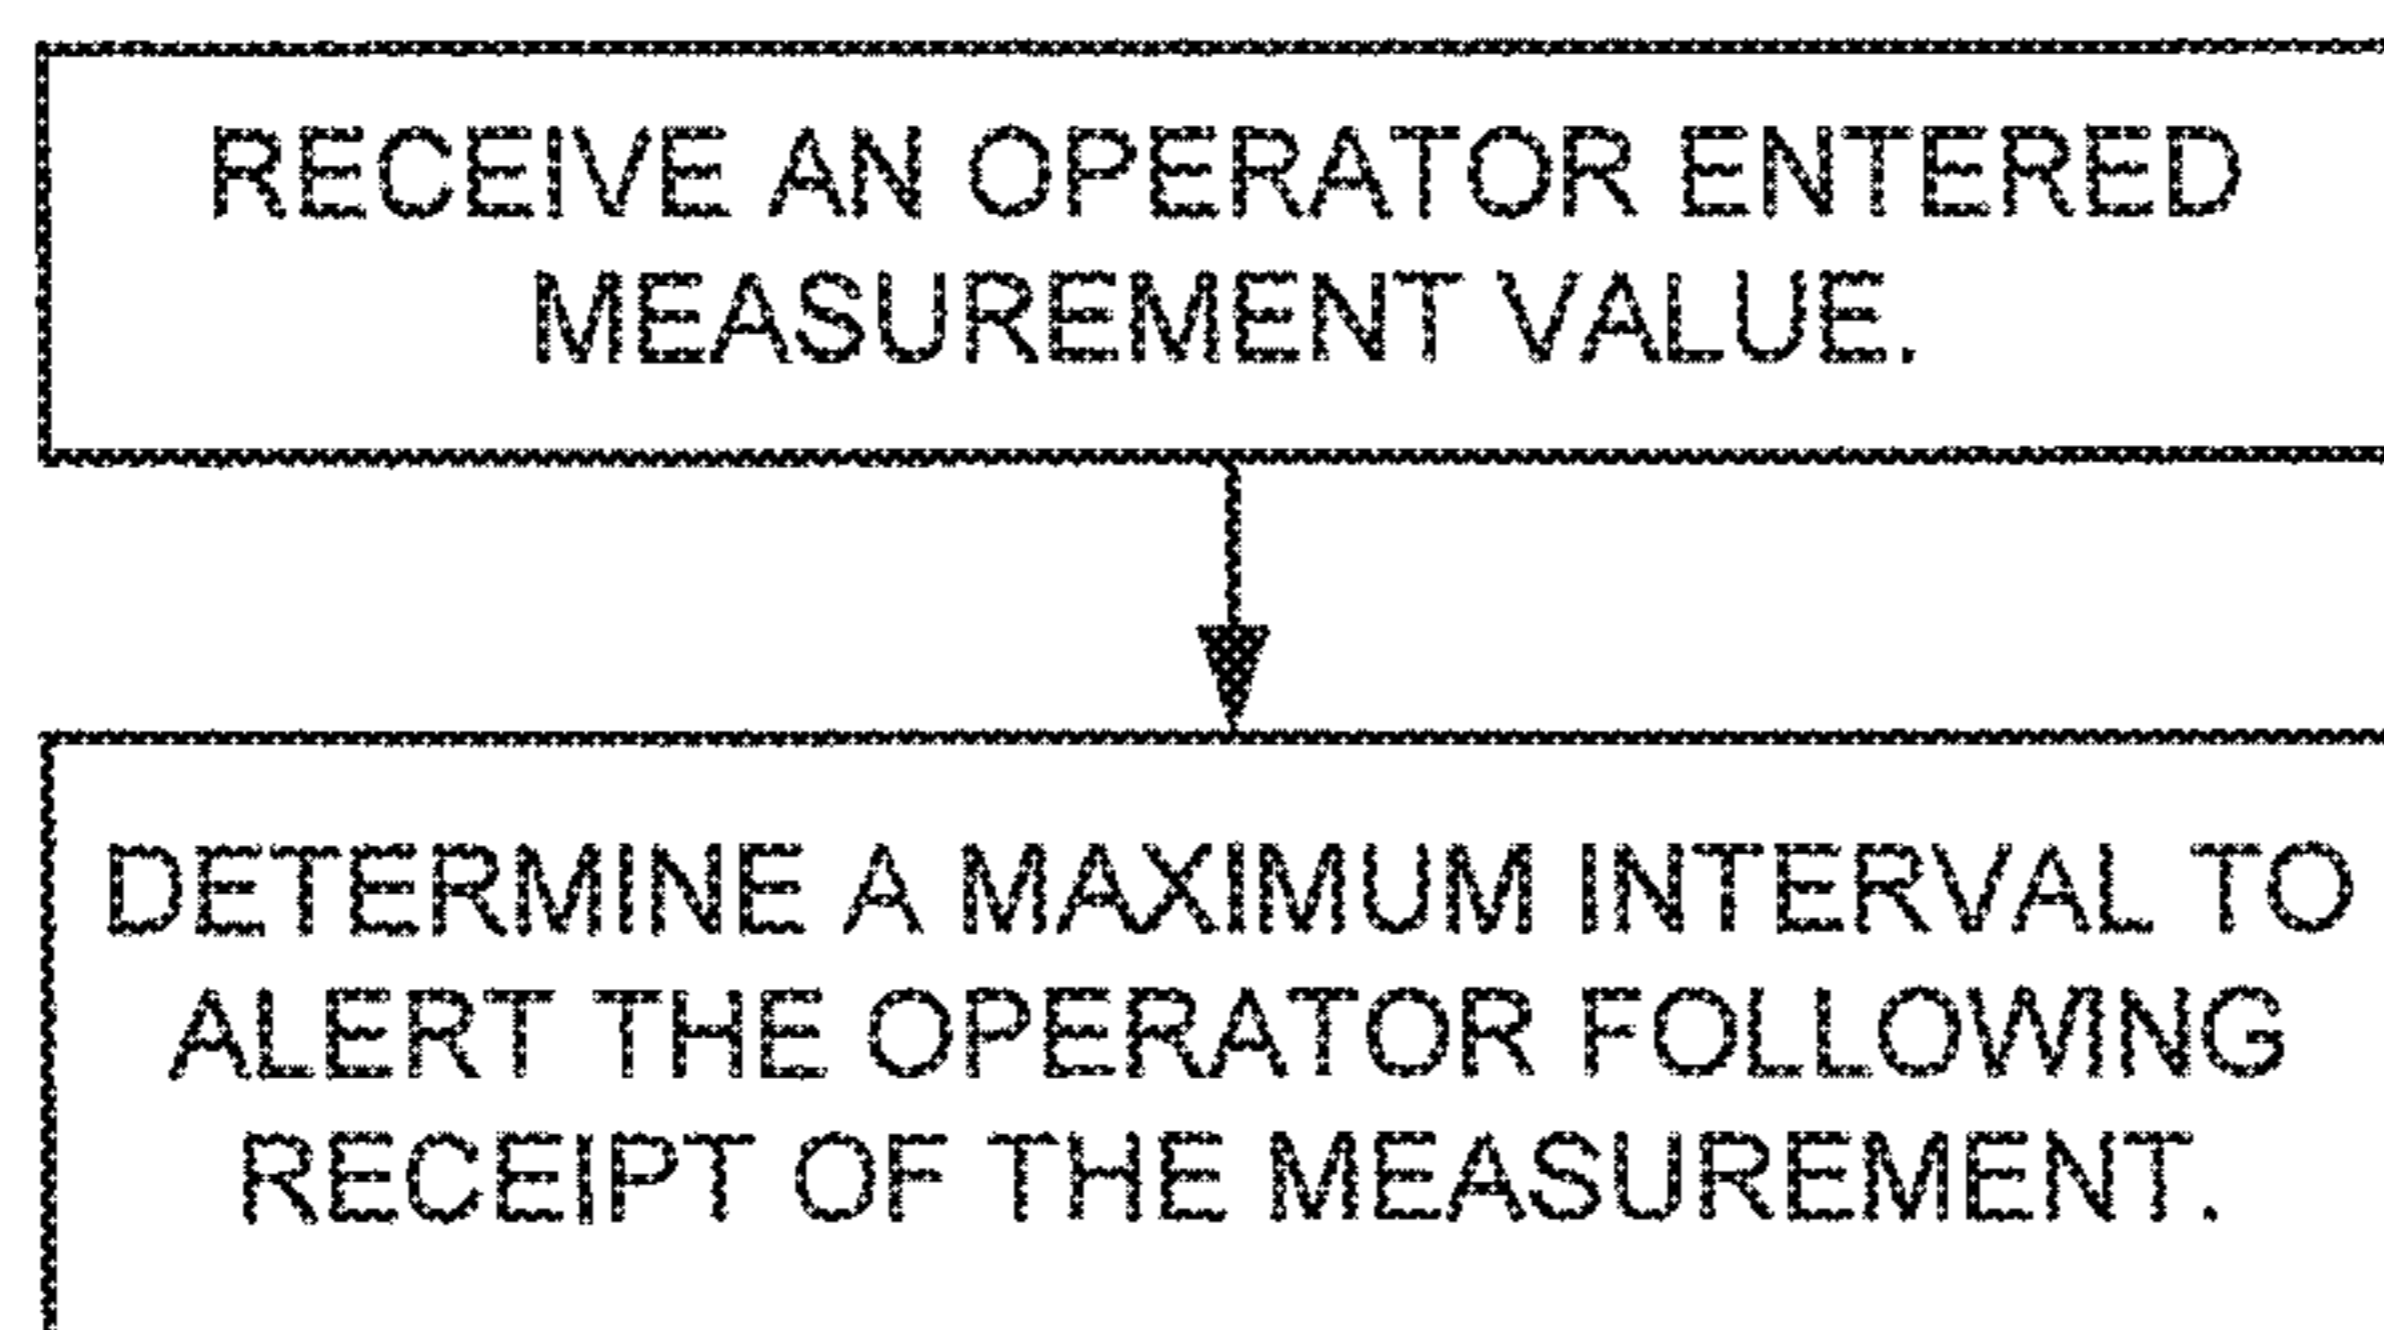 RECEIVE AN OPERATOR ENTERED
MEASUREMENT VALUE.
DETERMINE A MAXIMUM INTERVAL TO
ALERT THE OPERATOR FOLLOWING
RECEIPT OF THE MEASUREMENT.